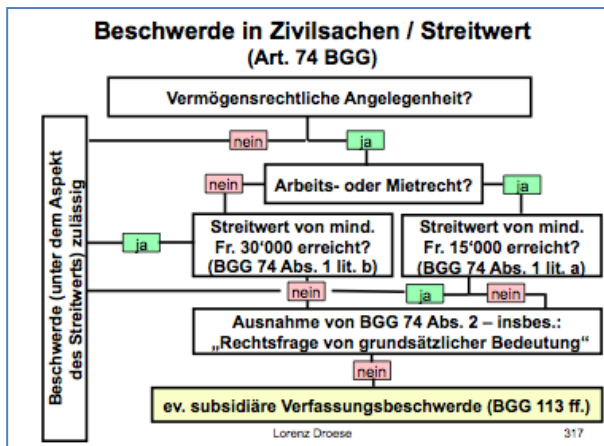 Beschwerde in Zivilsachen / Streitwert
(Art. 74 BGG)
Vermögensrechtliche Angelegenheit?
nein
ja
nein
Arbeits- oder Mietrecht?
ja
Beschwerde (unter dem Aspekt
des Streitwerts) zulässig
ja
Streitwert von mind.
Fr. 30‘000 erreicht?
(BGG 74 Abs. 1 lit. b)
Streitwert von mind.
Fr. 15‘000 erreicht?
(BGG 74 Abs. 1 lit. a)
nein
ja
nein
Ausnahme von BGG 74 Abs. 2 – insbes.:
„Rechtsfrage von grundsätzlicher Bedeutung“
nein
ev. subsidiäre Verfassungsbeschwerde (BGG 113 ff.)
Lorenz Droese
317